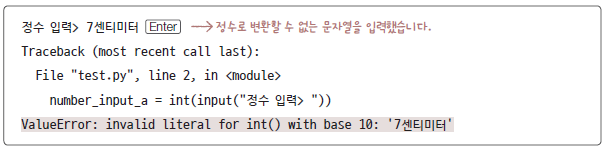 정수 입력> 7센티미터 Enter → 정수로 변환할 수 없는 문자열을 입력했습니다.
Traceback (most recent call last):
  File "test.py", line 2, in <module>
    number_input_a = int(input("정수 입력> "))
ValueError: invalid literal for int() with base 10: '7센티미터'